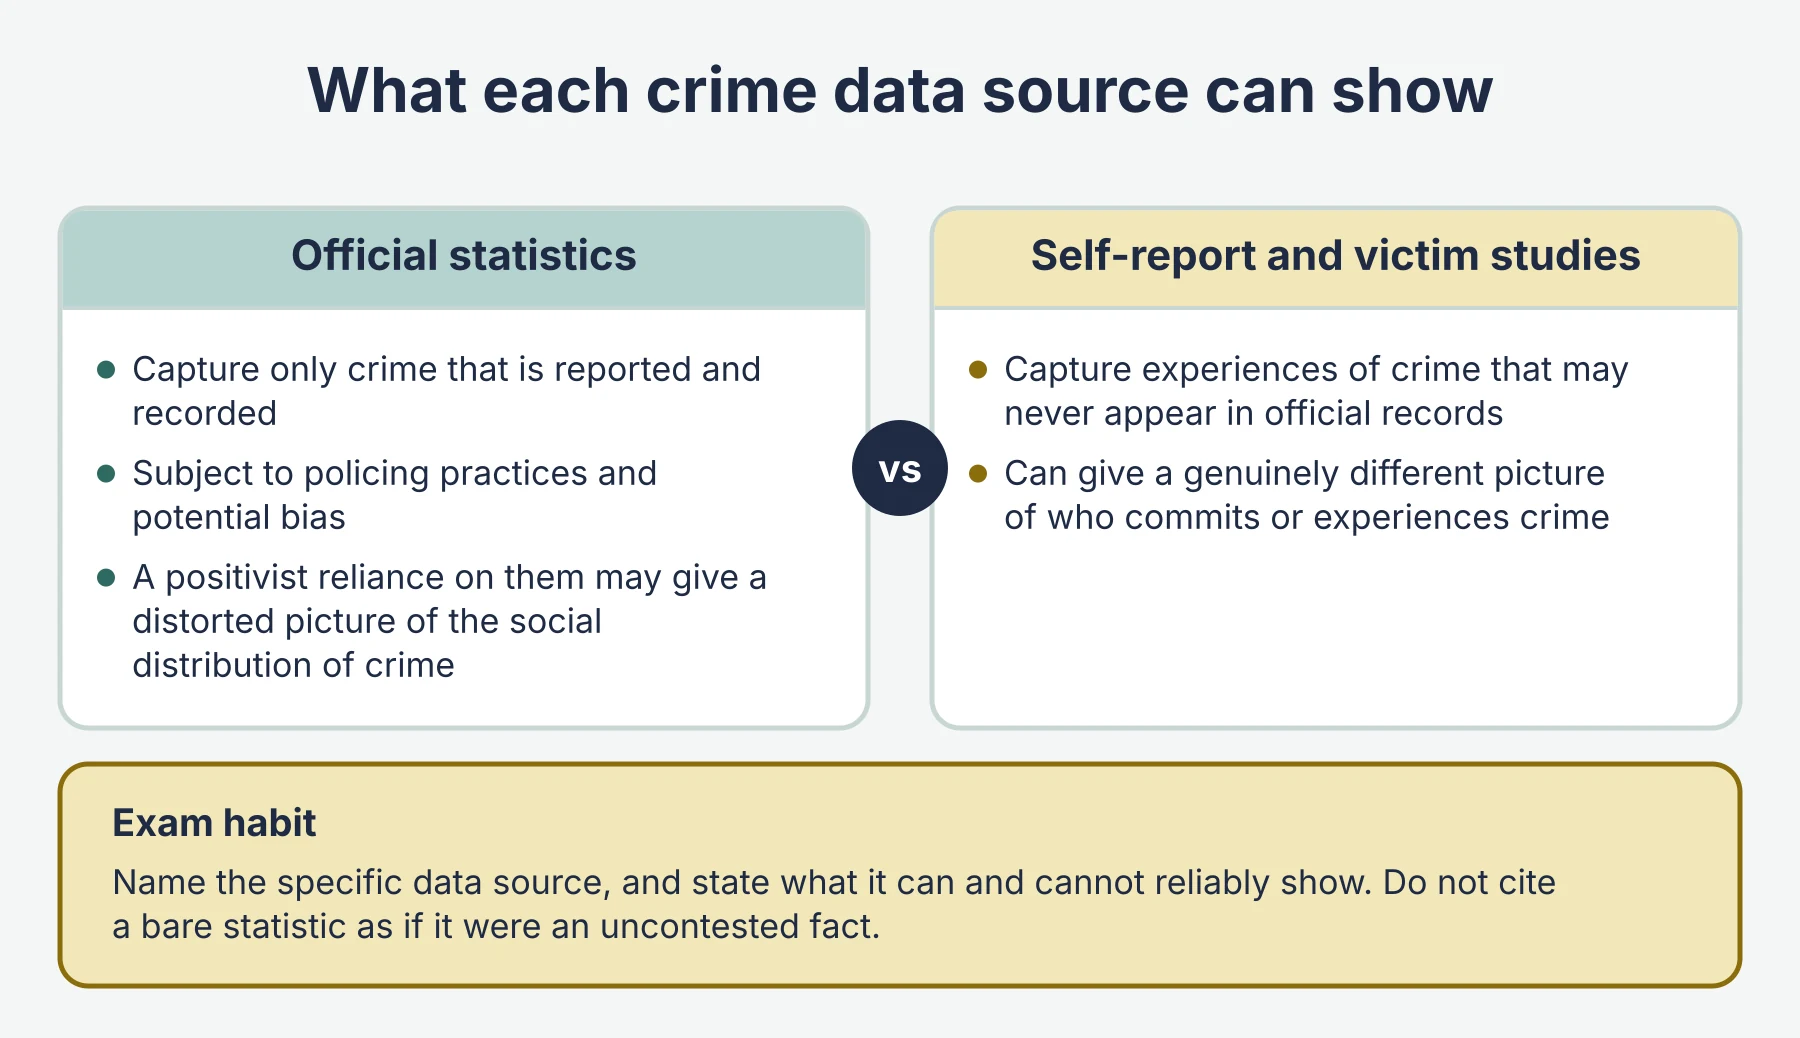 What each crime data source can show
Official statistics
Capture only crime that is reported and
recorded
Subject to policing practices and
potential bias
A positivist reliance on them may give a
distorted picture of the social
distribution of crime
vs
Self-report and victim studies
Capture experiences of crime that may
never appear in official records
Can give a genuinely different picture
of who commits or experiences crime
Exam habit
Name the specific data source, and state what it can and cannot reliably show. Do not cite
a bare statistic as if it were an uncontested fact.